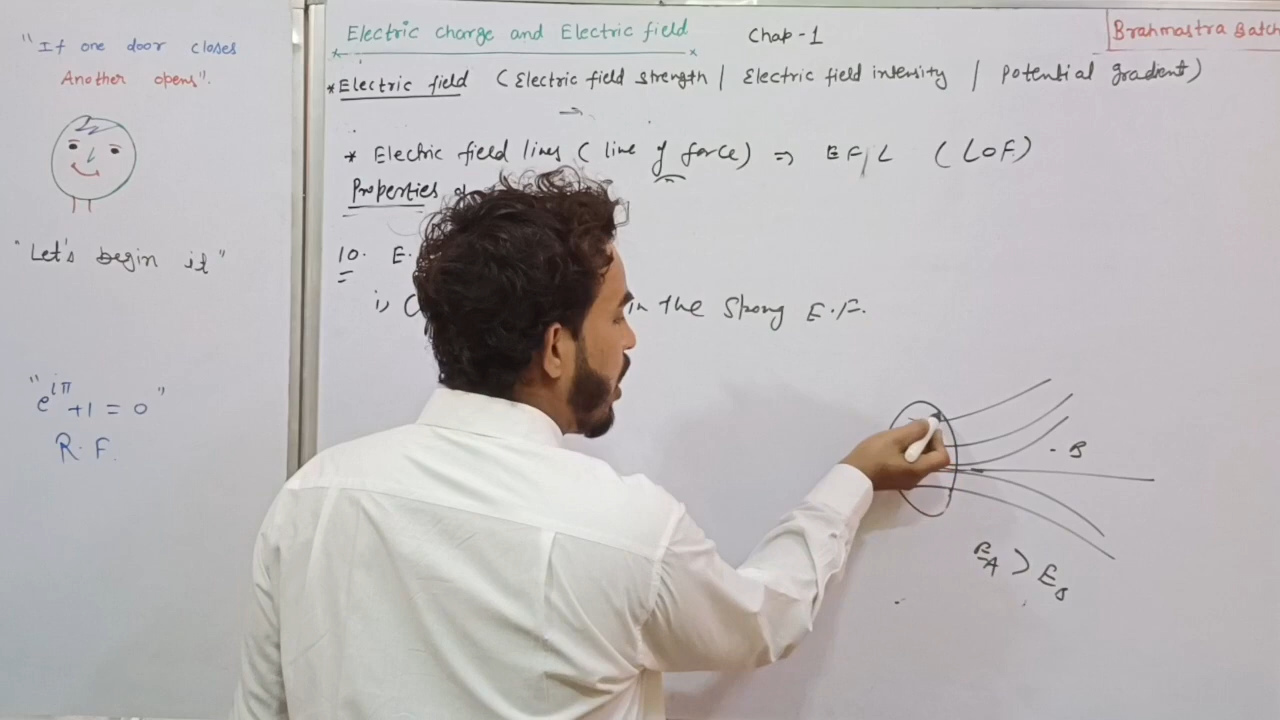 "If one door closes
Another opens".
"Let's begin it"
"e^iπ +1 = 0"
R. F.
Electric charge and Electric field
Chap-1
Brahmastra Batch
*Electric field (Electric field strength / Electric field intensity / Potential gradient)
* Electric field lines (line of force) ⇒ EFL (LOF)
Properties
10. E.
i) in the strong E.F.
. B
E_A > E_B